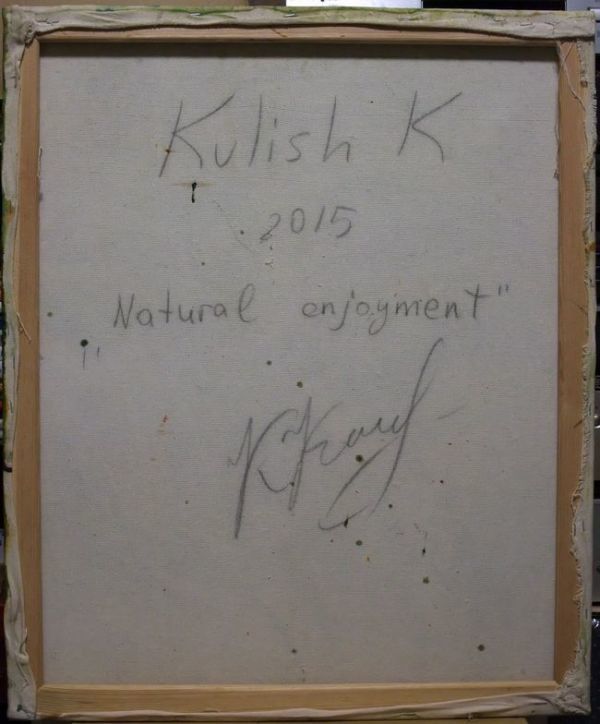 Kulish K
2015
„Natural enjoyment"